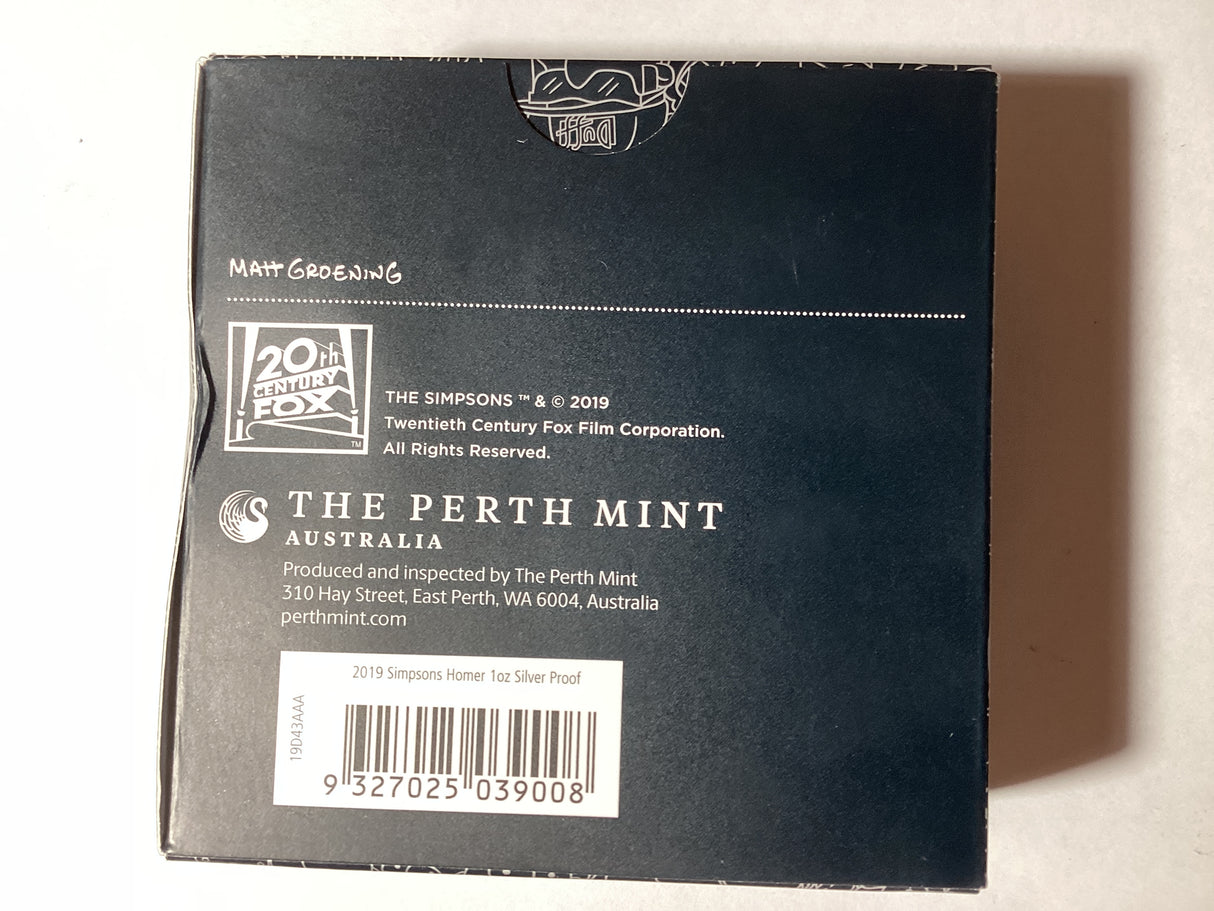 Duff
MATT GROENING
20th
CENTURY
FOX
TM
THE SIMPSONS ™ & © 2019
Twentieth Century Fox Film Corporation.
All Rights Reserved.
THE PERTH MINT
AUSTRALIA
Produced and inspected by The Perth Mint
310 Hay Street, East Perth, WA 6004, Australia
perthmint.com
2019 Simpsons Homer 1oz Silver Proof
19D43AAA
9 327025 039008